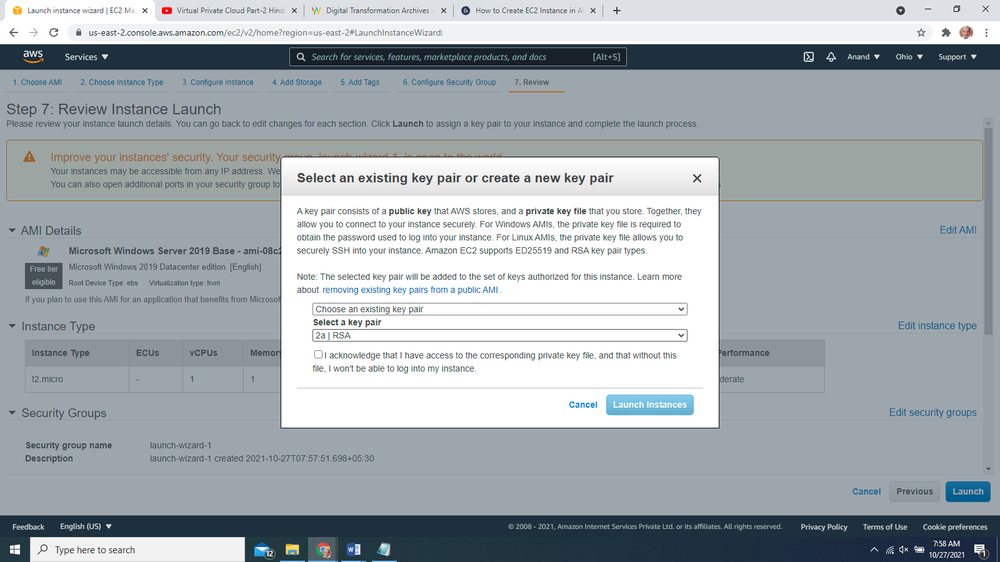 Launch instance wizard | EC2 Ma
Virtual Private Cloud Part-2 Hindi
Digital Transformation Archives -
How to Create EC2 Instance in A
us-east-2.console.aws.amazon.com/ec2/v2/home?region=us-east-2#LaunchInstanceWizard:
aws
Services
Search for services, features, marketplace products, and docs
[Alt+S]
Anand
Ohio
Support
1. Choose AMI
2. Choose Instance Type
3. Configure Instance
4. Add Storage
5. Add Tags
6. Configure Security Group
7. Review
Step 7: Review Instance Launch
Please review your instance launch details. You can go back to edit changes for each section. Click Launch to assign a key pair to your instance and complete the launch process.
Improve your instances' security. Your security group, launch-wizard-1, is open to the world.
Your instances may be accessible from any IP address. We
You can also open additional ports in your security group to
AMI Details
Edit AMI
Microsoft Windows Server 2019 Base - ami-08c2
Free tier
eligible
Microsoft Windows 2019 Datacenter edition. [English]
Root Device Type: ebs
Virtualization type: hvm
If you plan to use this AMI for an application that benefits from Microsof
Instance Type
Edit instance type
Instance Type
ECUs
vCPUs
Memory
Performance
t2.micro
-
1
1
derate
Security Groups
Edit security groups
Security group name
launch-wizard-1
Description
launch-wizard-1 created 2021-10-27T07:57:51.698+05:30
Select an existing key pair or create a new key pair
A key pair consists of a public key that AWS stores, and a private key file that you store. Together, they
allow you to connect to your instance securely. For Windows AMIs, the private key file is required to
obtain the password used to log into your instance. For Linux AMIs, the private key file allows you to
securely SSH into your instance. Amazon EC2 supports ED25519 and RSA key pair types.
Note: The selected key pair will be added to the set of keys authorized for this instance. Learn more
about removing existing key pairs from a public AMI.
Choose an existing key pair
Select a key pair
2a | RSA
I acknowledge that I have access to the corresponding private key file, and that without this
file, I won't be able to log into my instance.
Cancel
Launch Instances
Cancel
Previous
Launch
Feedback
English (US)
© 2008 - 2021, Amazon Internet Services Private Ltd. or its affiliates. All rights reserved.
Privacy Policy
Terms of Use
Cookie preferences
Type here to search
12
7:58 AM
10/27/2021
1